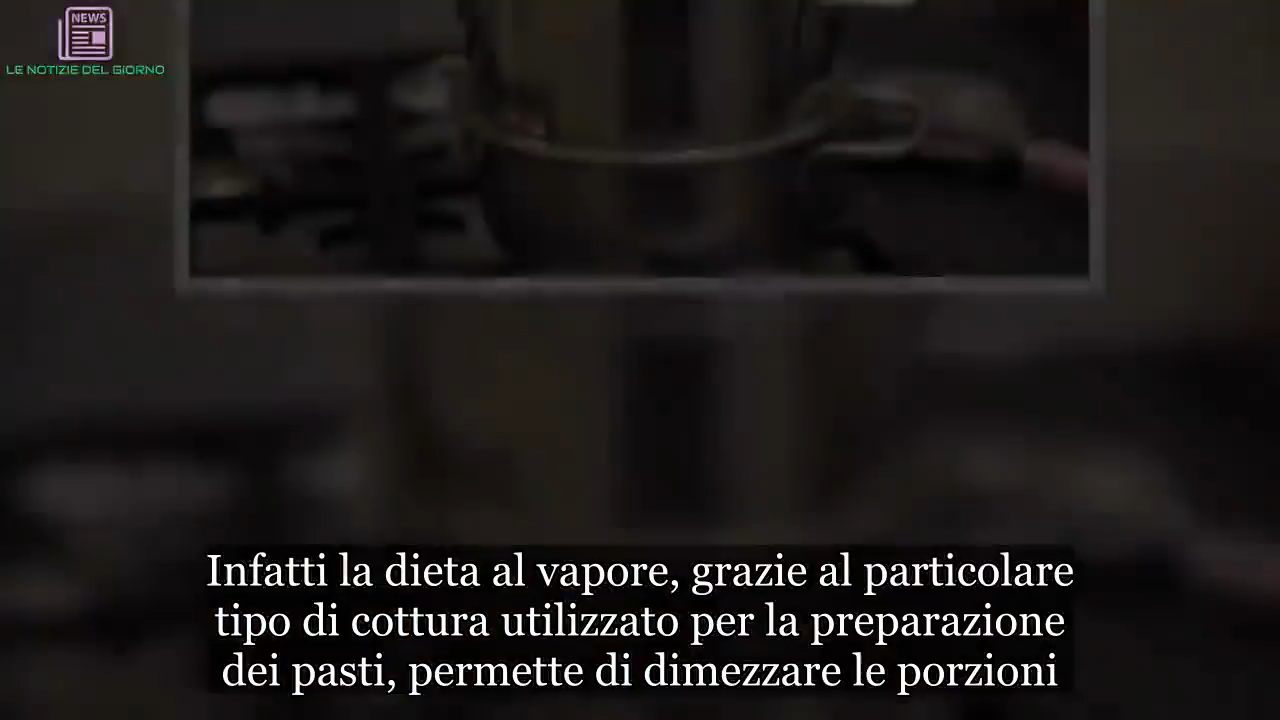 NEWS
LE NOTIZIE DEL GIORNO
Infatti la dieta al vapore, grazie al particolare
tipo di cottura utilizzato per la preparazione
dei pasti, permette di dimezzare le porzioni